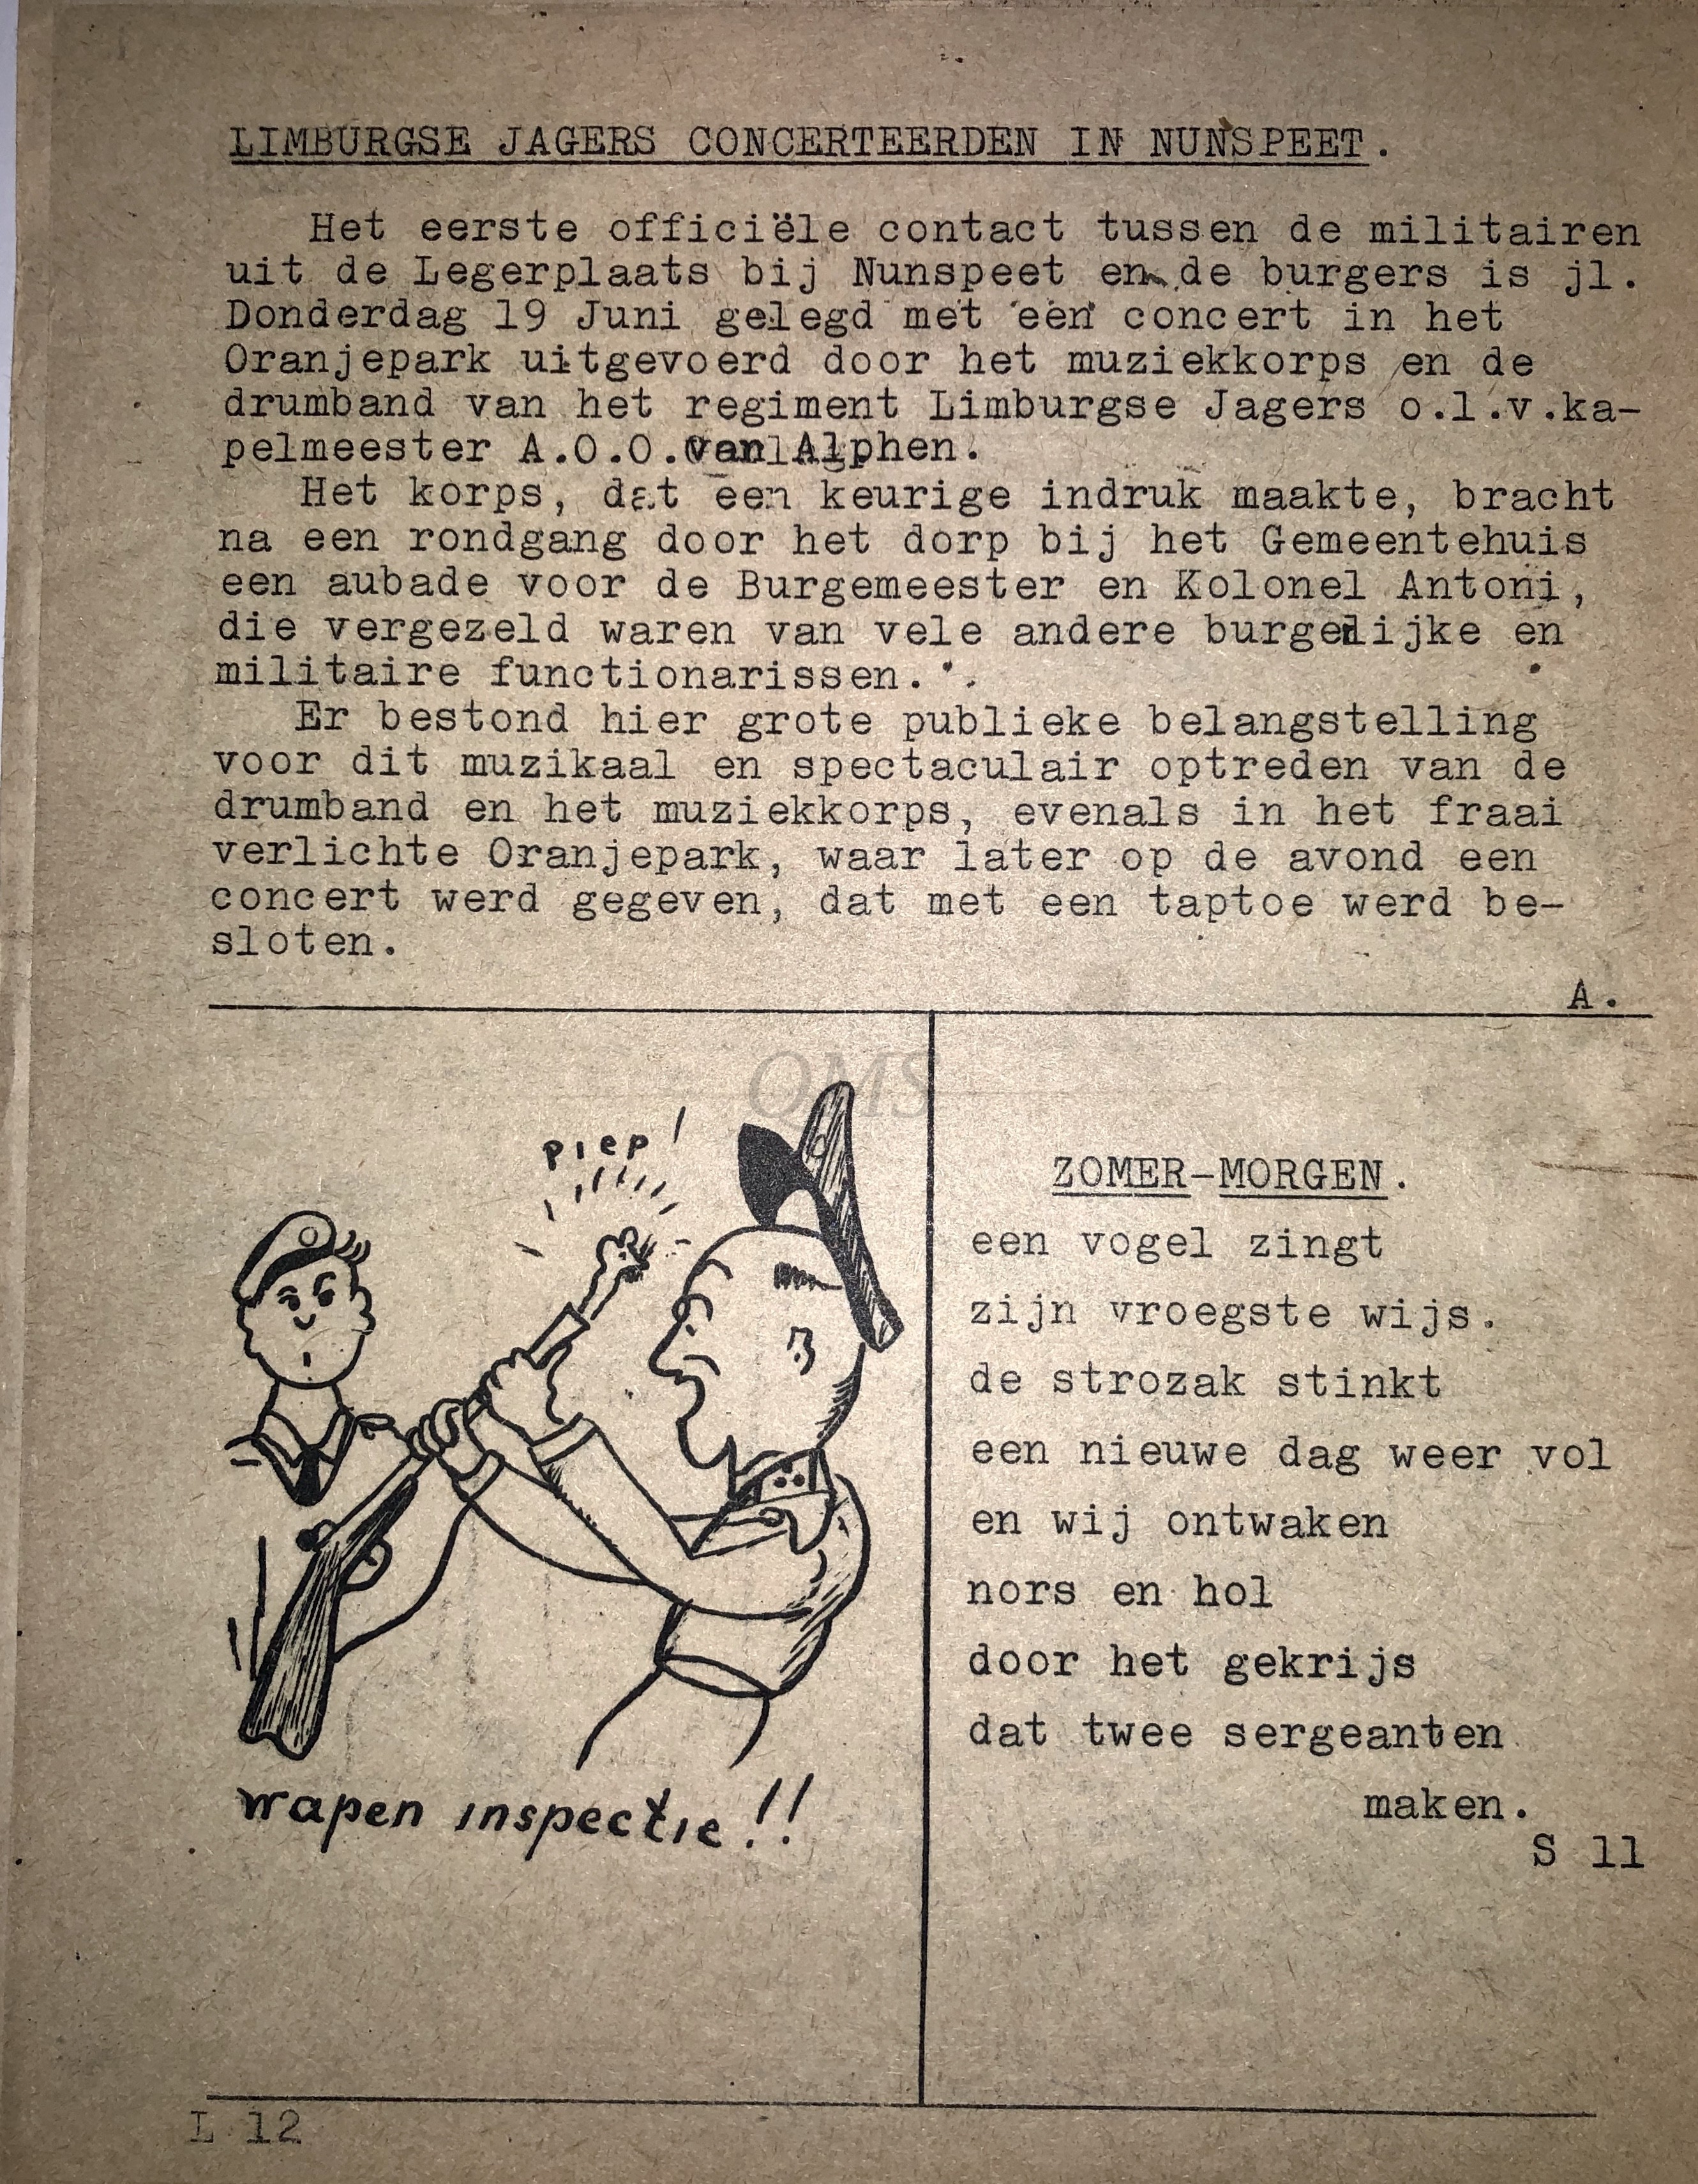 LIMBURGSE JAGERS CONCERTEERDEN IN NUNSPEET.
Het eerste officiële contact tussen de militairen
uit de Legerplaats bij Nunspeet en de burgers is jl.
Donderdag 19 Juni gelegd met een concert in het
Oranjepark uitgevoerd door het muziekkorps en de
drumband van het regiment Limburgse Jagers o.l.v.ka-
pelmeester A.O.O. van Alphen.
Het korps, dat een keurige indruk maakte, bracht
na een rondgang door het dorp bij het Gemeentehuis
een aubade voor de Burgemeester en Kolonel Antoni,
die vergezeld waren van vele andere burgerlijke en
militaire functionarissen.
Er bestond hier grote publieke belangstelling
voor dit muzikaal en spectaculair optreden van de
drumband en het muziekkorps, evenals in het fraai
verlichte Oranjepark, waar later op de avond een
concert werd gegeven, dat met een taptoe werd be-
sloten.
A.
QMS
piep!
wapen inspectie!!
ZOMER-MORGEN.
een vogel zingt
zijn vroegste wijs.
de strozak stinkt
een nieuwe dag weer vol
en wij ontwaken
nors en hol
door het gekrijs
dat twee sergeanten
maken.
S 11
L 12